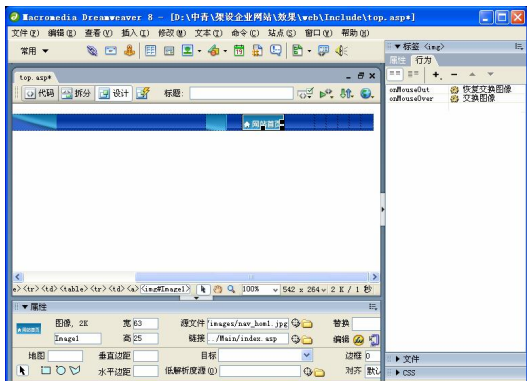 Macromedia Dreamweaver 8 - [D:\中青\架设企业网站\效果\web\Include\top.asp*]
文件(F) 编辑(E) 查看(V) 插入(I) 修改(M) 文本(T) 命令(C) 站点(S) 窗口(W) 帮助(H)
常用
标签 <img>
属性 行为
onMouseOut 恢复交换图像
onMouseOver 交换图像
top.asp*
代码 拆分 设计 标题:
网站首页
e> <tr> <td> <table> <tr> <td> <a> <img#Image1> 100% 542 x 264 2 K / 1 秒
属性
图像, 2K 宽 63 源文件 images/nav_hom1.jpg 替换
Image1 高 25 链接 ../Main/index.asp 编辑
地图 垂直边距 目标 边框 0
水平边距 低解析度源(O) 对齐 默认
文件
CSS